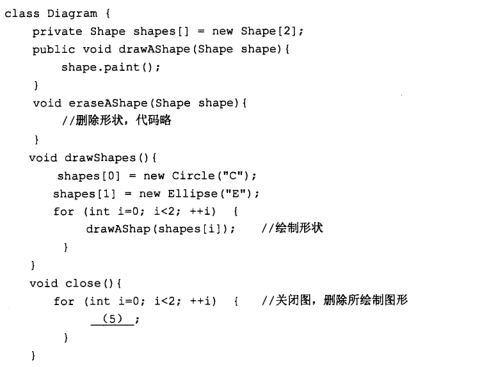 class Diagram {
private Shape shapes[] = new Shape[2];
public void drawAShape(Shape shape){
shape.paint();
}
void eraseAShape(Shape shape){
//删除形状，代码略
}
void drawShapes(){
shapes[0] = new Circle("C");
shapes[1] = new Ellipse("E");
for (int i=0; i<2; ++i) {
drawAShap(shapes[i]); //绘制形状
}
}
void close(){
for (int i=0; i<2; ++i) { //关闭图，删除所绘制图形
（5） ;
}
}